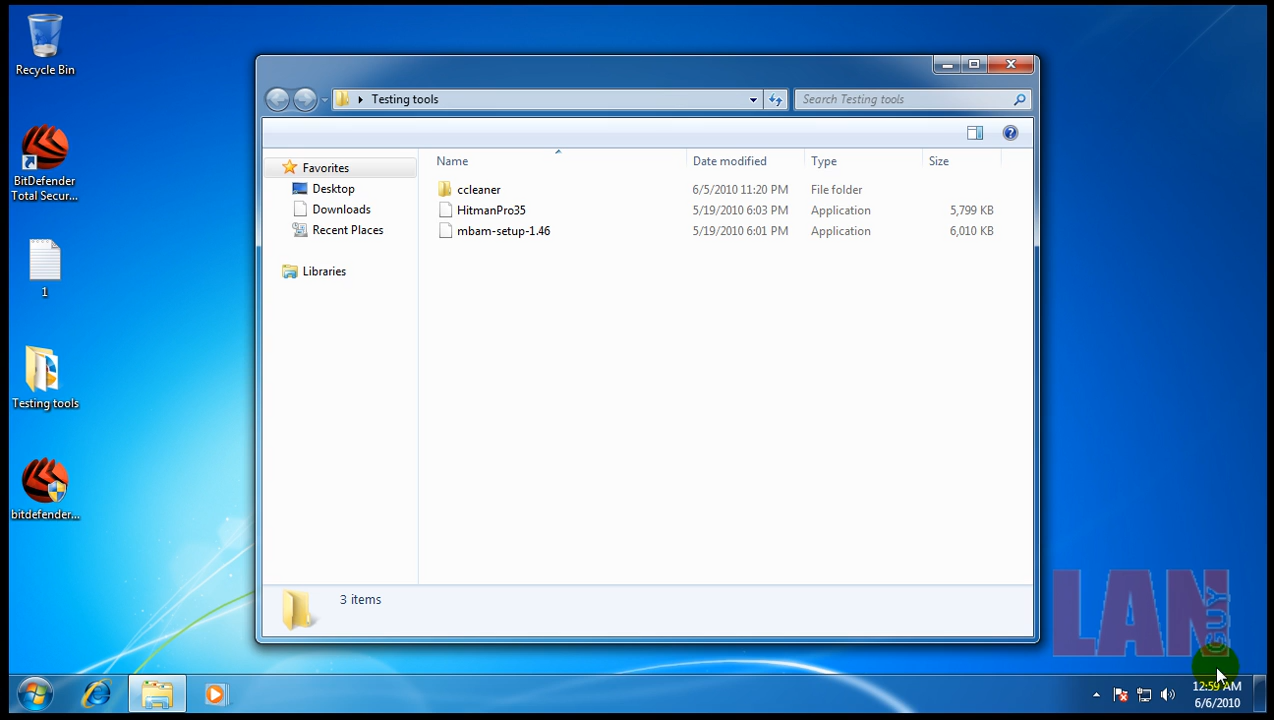 Recycle Bin
BitDefender
Total Secur...
1
Testing tools
bitdefender...
Testing tools
Search Testing tools
Name Date modified Type Size
Favorites
Desktop
Downloads
Recent Places
Libraries
ccleaner 6/5/2010 11:20 PM File folder
HitmanPro35 5/19/2010 6:03 PM Application 5,799 KB
mbam-setup-1.46 5/19/2010 6:01 PM Application 6,010 KB
3 items
LAN
GUY
12:59 AM
6/6/2010